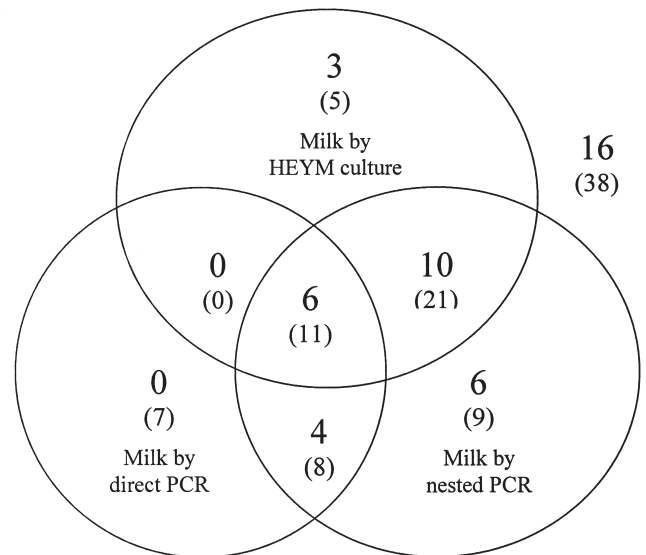 3
(5)
Milk by
HEYM culture
16
(38)
0
(0)
6
(11)
10
(21)
0
(7)
Milk by
direct PCR
4
(8)
6
(9)
Milk by
nested PCR